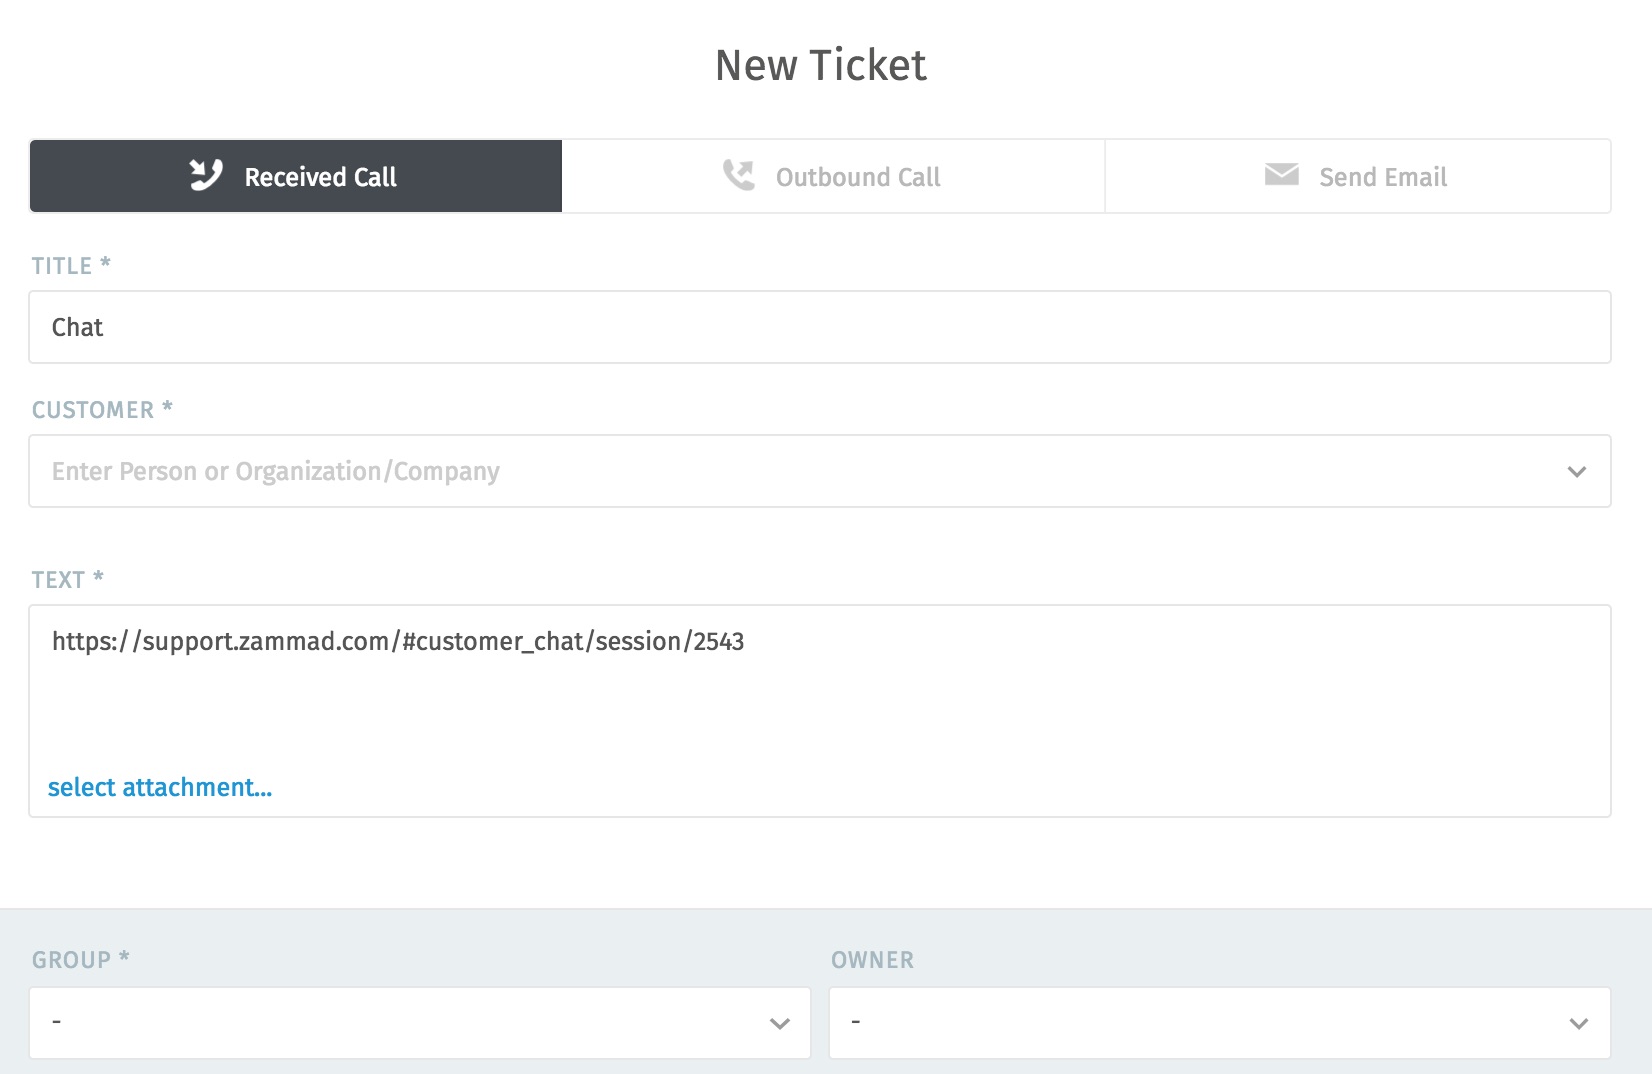 New Ticket
Received Call
Outbound Call
Send Email
TITLE *
Chat
CUSTOMER *
Enter Person or Organization/Company
TEXT *
https://support.zammad.com/#customer_chat/session/2543
select attachment...
GROUP *
OWNER
-
-